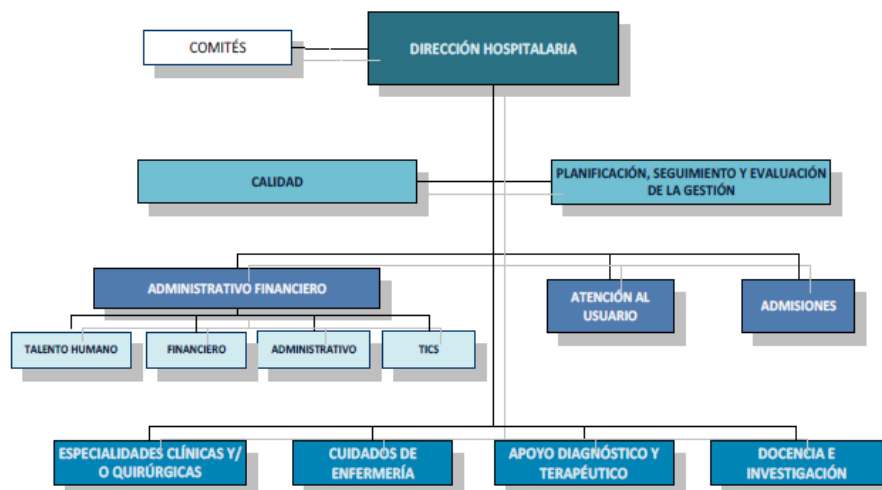 COMITÉS
DIRECCIÓN HOSPITALARIA
CALIDAD
PLANIFICACIÓN, SEGUIMIENTO Y EVALUACIÓN
DE LA GESTIÓN
ADMINISTRATIVO FINANCIERO
ATENCIÓN AL
USUARIO
ADMISIONES
TALENTO HUMANO
FINANCIERO
ADMINISTRATIVO
TICS
ESPECIALIDADES CLÍNICAS Y/
O QUIRÚRGICAS
CUIDADOS DE
ENFERMERÍA
APOYO DIAGNÓSTICO Y
TERAPÉUTICO
DOCENCIA E
INVESTIGACIÓN